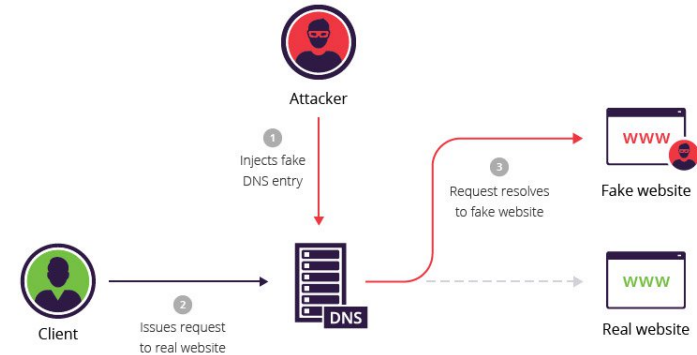 Attacker
1
Injects fake
DNS entry
www
3
Request resolves
to fake website
Fake website
DNS
www
Client
2
Issues request
to real website
Real website